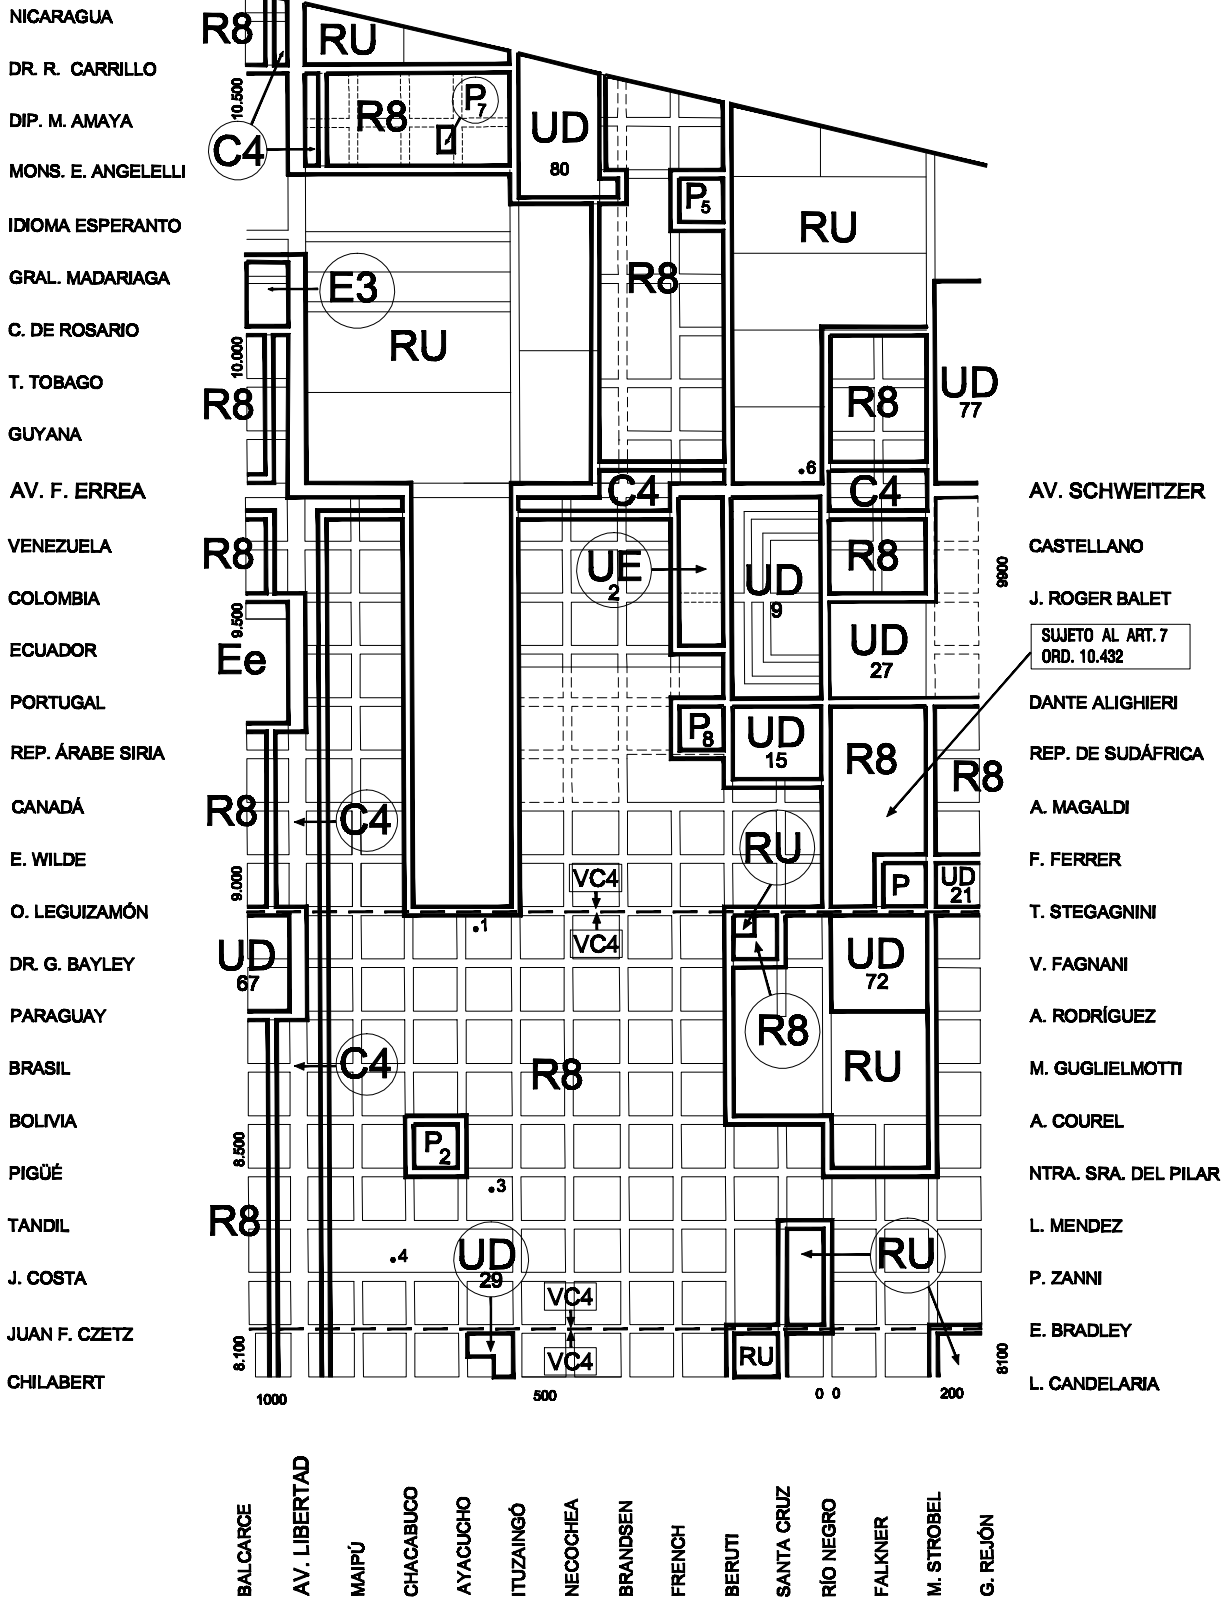 NICARAGUA
DR. R. CARRILLO
DIP. M. AMAYA
MONS. E. ANGELELLI
IDIOMA ESPERANTO
GRAL. MADARIAGA
C. DE ROSARIO
T. TOBAGO
GUYANA
AV. F. ERREA
VENEZUELA
COLOMBIA
ECUADOR
PORTUGAL
REP. ÁRABE SIRIA
CANADÁ
E. WILDE
O. LEGUIZAMÓN
DR. G. BAYLEY
PARAGUAY
BRASIL
BOLIVIA
PIGÜÉ
TANDIL
J. COSTA
JUAN F. CZETZ
CHILABERT
R8
RU
10.500
C4
R8
P7
UD
80
P5
RU
R8
E3
RU
10.000
R8
R8
UD
77
6
C4
C4
R8
UE
2
UD
9
R8
9.500
Ee
UD
27
P8
UD
15
R8
R8
R8
C4
RU
9.000
VC4
P
UD
21
1
VC4
UD
67
UD
72
R8
C4
R8
RU
8.500
P2
3
R8
4
UD
29
RU
VC4
VC4
RU
8.100
1000
500
0 0
200
8100
9900
AV. SCHWEITZER
CASTELLANO
J. ROGER BALET
SUJETO AL ART. 7
ORD. 10.432
DANTE ALIGHIERI
REP. DE SUDÁFRICA
A. MAGALDI
F. FERRER
T. STEGAGNINI
V. FAGNANI
A. RODRÍGUEZ
M. GUGLIELMOTTI
A. COUREL
NTRA. SRA. DEL PILAR
L. MENDEZ
P. ZANNI
E. BRADLEY
L. CANDELARIA
BALCARCE
AV. LIBERTAD
MAIPÚ
CHACABUCO
AYACUCHO
ITUZAINGÓ
NECOCHEA
BRANDSEN
FRENCH
BERUTI
SANTA CRUZ
RÍO NEGRO
FALKNER
M. STROBEL
G. REJÓN